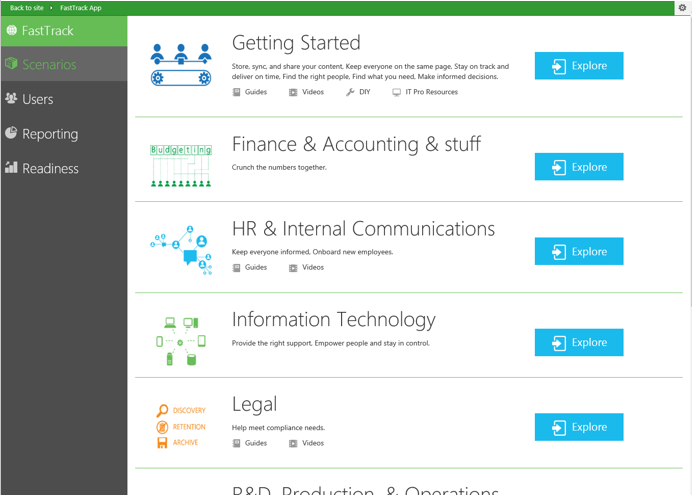 Back to site • FastTrack App
FastTrack
Scenarios
Users
Reporting
Readiness
Getting Started
Store, sync, and share your content, Keep everyone on the same page, Stay on track and
deliver on time, Find the right people, Find what you need, Make informed decisions.
Guides Videos DIY IT Pro Resources
Explore
Budgeting
Finance & Accounting & stuff
Crunch the numbers together.
Explore
HR & Internal Communications
Keep everyone informed, Onboard new employees.
Guides Videos
Explore
Information Technology
Provide the right support, Empower people and stay in control.
Explore
DISCOVERY
RETENTION
ARCHIVE
Legal
Help meet compliance needs.
Guides Videos
Explore
R&D, Production, & Operations